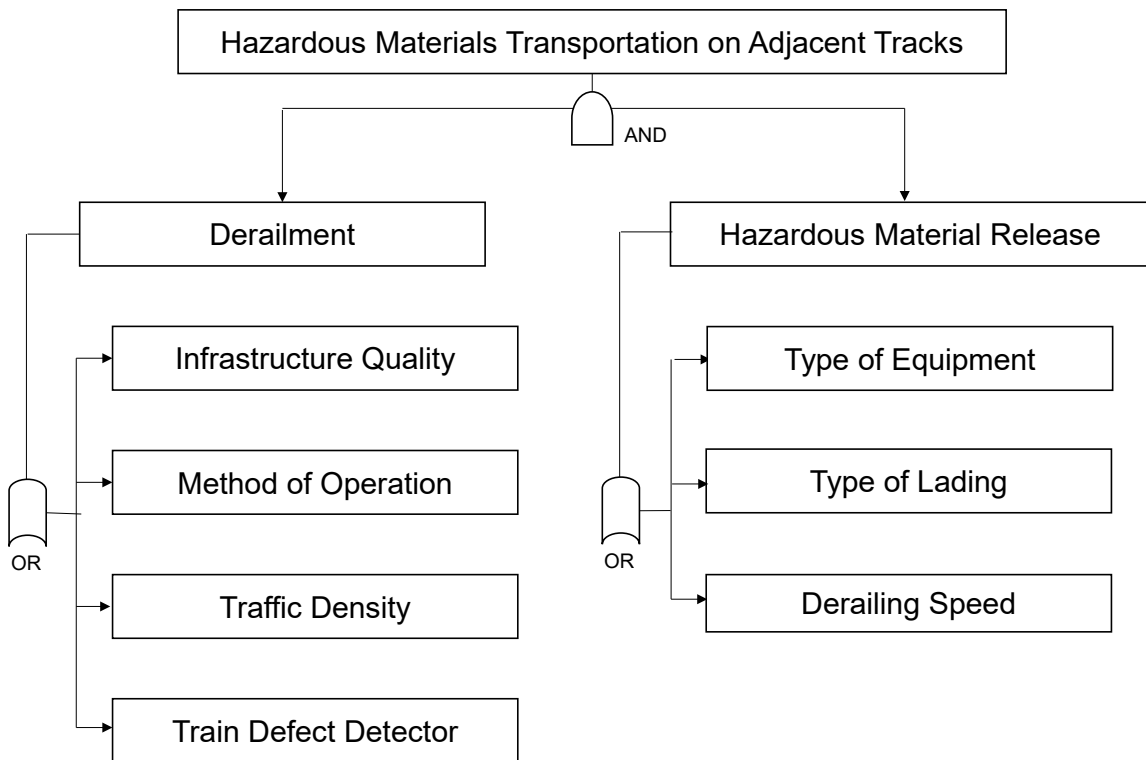 Hazardous Materials Transportation on Adjacent Tracks
AND
Derailment
Hazardous Material Release
Infrastructure Quality
Type of Equipment
Method of Operation
Type of Lading
OR
OR
Traffic Density
Derailing Speed
Train Defect Detector